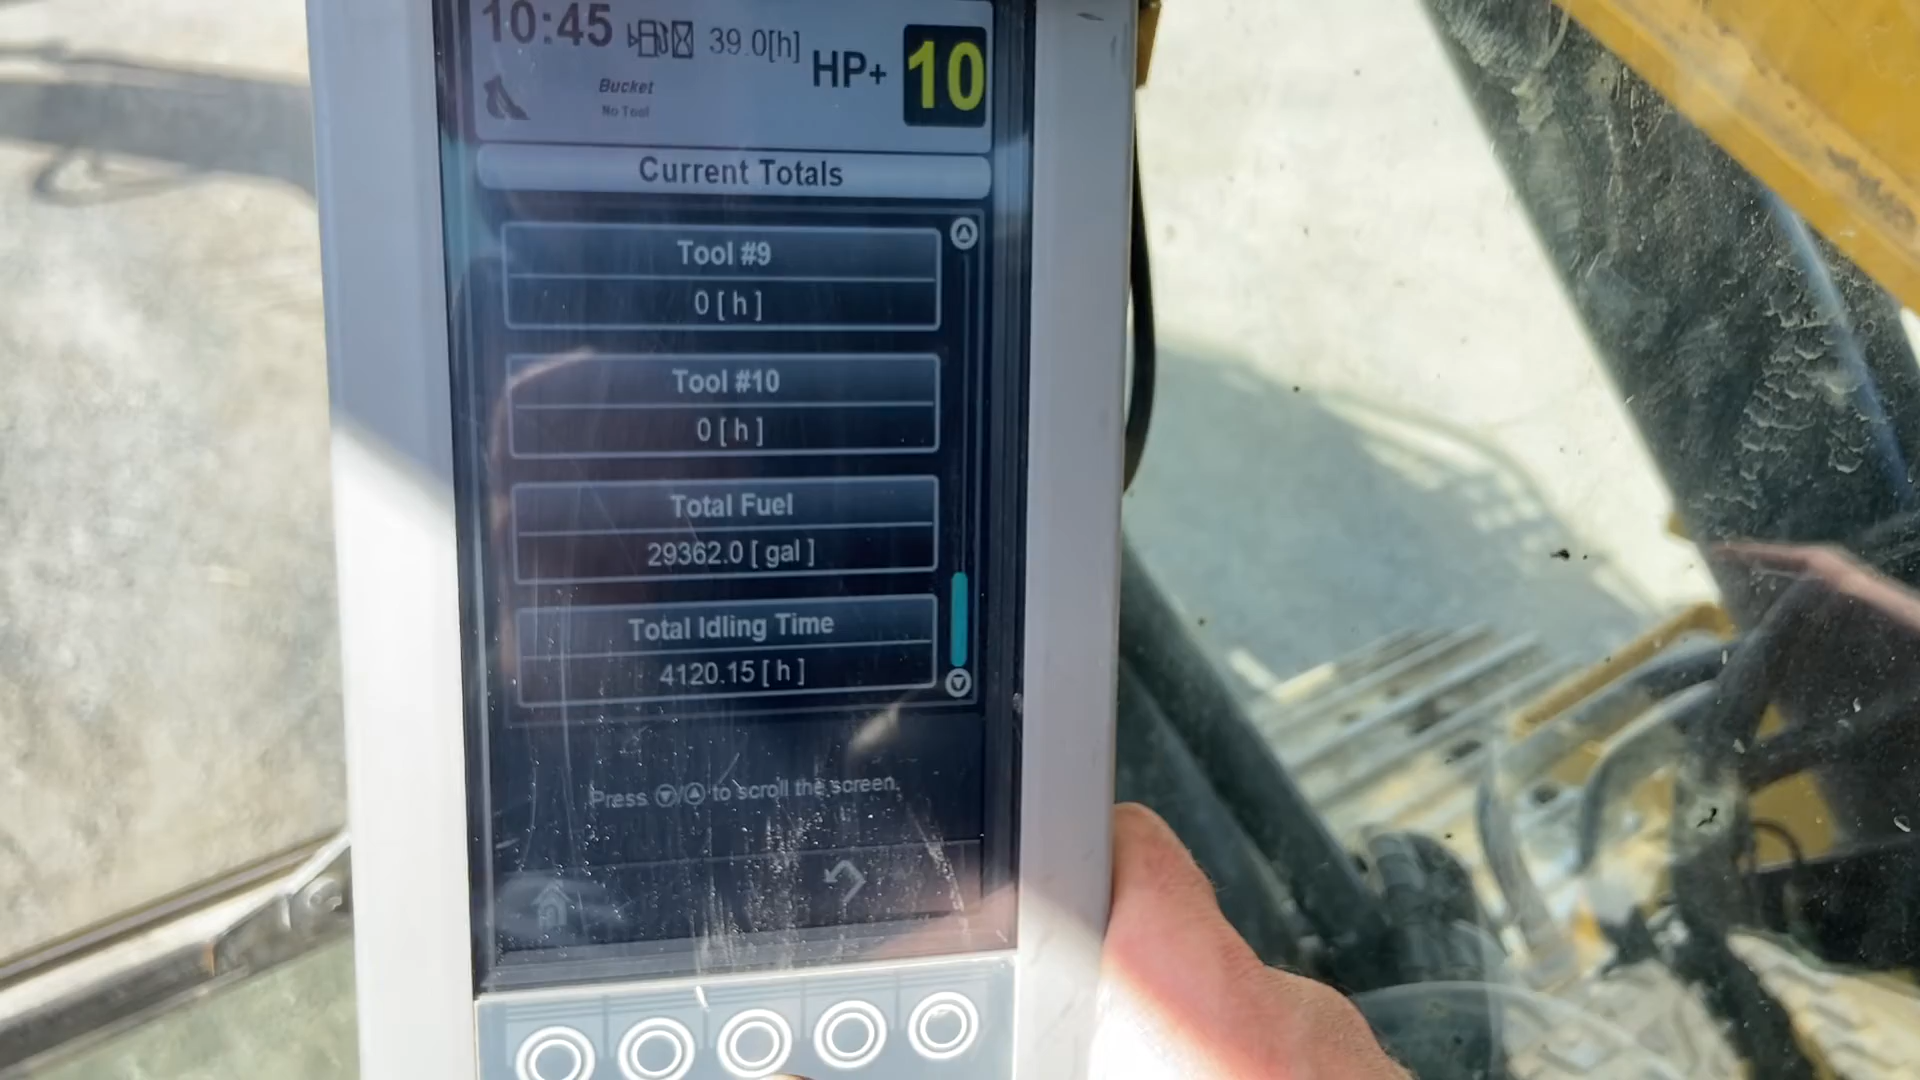 10:45 39.0[h] HP+ 10
Bucket
No Tool
Current Totals
Tool #9
0 [ h ]
Tool #10
0 [ h ]
Total Fuel
29362.0 [ gal ]
Total Idling Time
4120.15 [ h ]
Press ▼/▲ to scroll the screen.